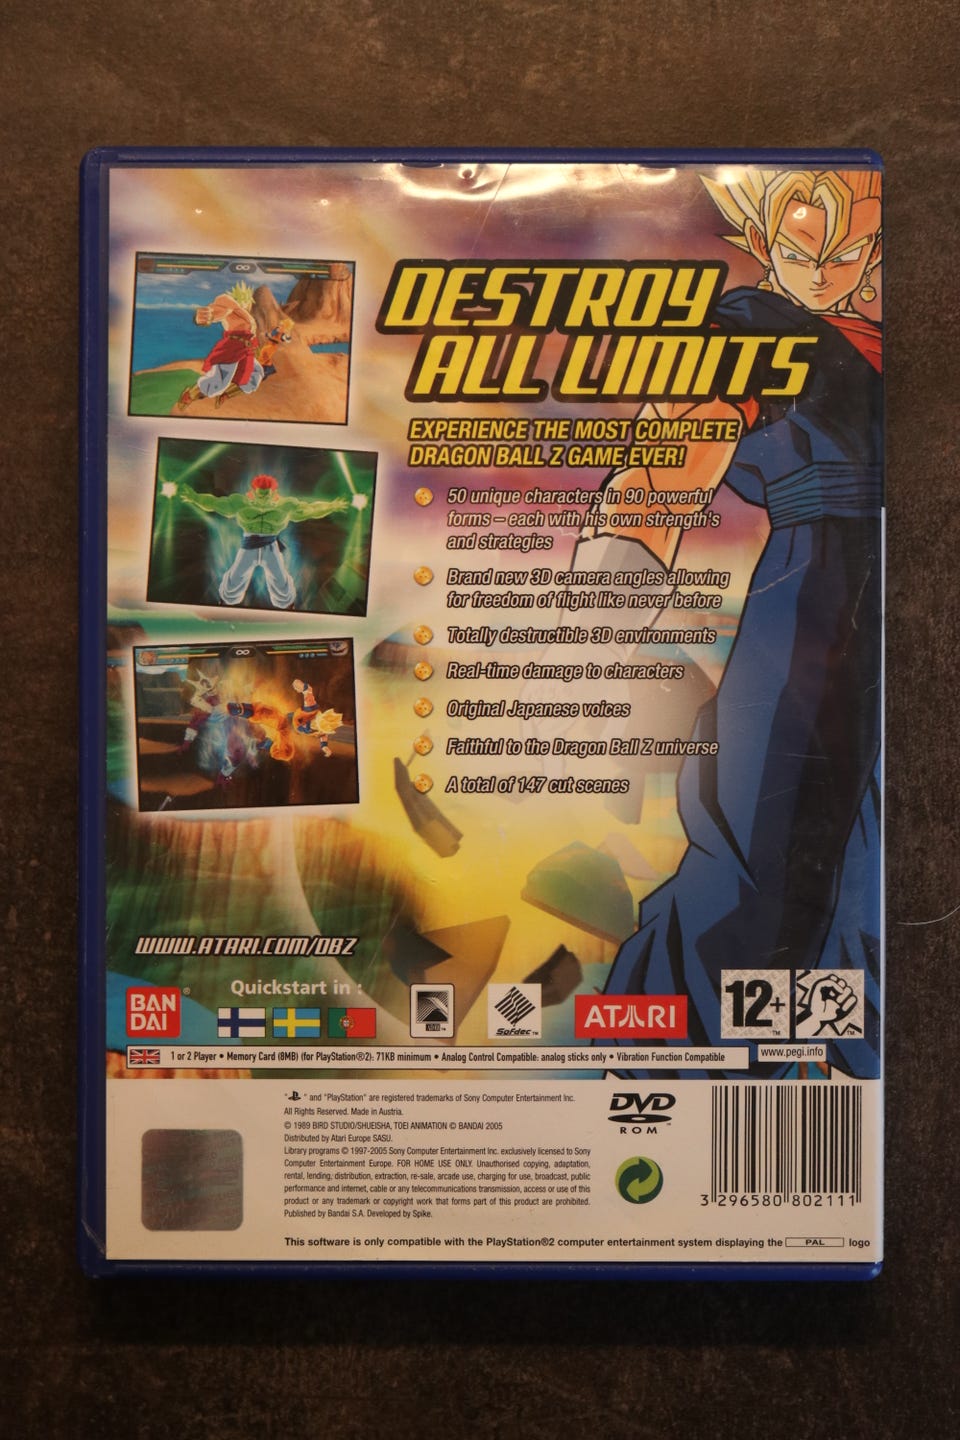 DESTROY
ALL LIMITS
EXPERIENCE THE MOST COMPLETE
DRAGON BALL Z GAME EVER!
50 unique characters in 90 powerful
forms – each with his own strength's
and strategies
Brand new 3D camera angles allowing
for freedom of flight like never before
Totally destructible 3D environments
Real-time damage to characters
Original Japanese voices
Faithful to the Dragon Ball Z universe
A total of 147 cut scenes
WWW.ATARI.COM/DBZ
Quickstart in :
BAN
DAI
®
SoFdec™
ATARI
12+
™
™
www.pegi.info
1 or 2 Player • Memory Card (8MB) (for PlayStation®2): 71KB minimum • Analog Control Compatible: analog sticks only • Vibration Function Compatible
" " and "PlayStation" are registered trademarks of Sony Computer Entertainment Inc.
All Rights Reserved. Made in Austria.
© 1989 BIRD STUDIO/SHUEISHA, TOEI ANIMATION © BANDAI 2005
Distributed by Atari Europe SASU.
Library programs © 1997-2005 Sony Computer Entertainment Inc. exclusively licensed to Sony
Computer Entertainment Europe. FOR HOME USE ONLY. Unauthorised copying, adaptation,
rental, lending, distribution, extraction, re-sale, arcade use, charging for use, broadcast, public
performance and internet, cable or any telecommunications transmission, access or use of this
product or any trademark or copyright work that forms part of this product are prohibited.
Published by Bandai S.A. Developed by Spike.
DVD
ROM
3 296580 802111
This software is only compatible with the PlayStation®2 computer entertainment system displaying the PAL logo